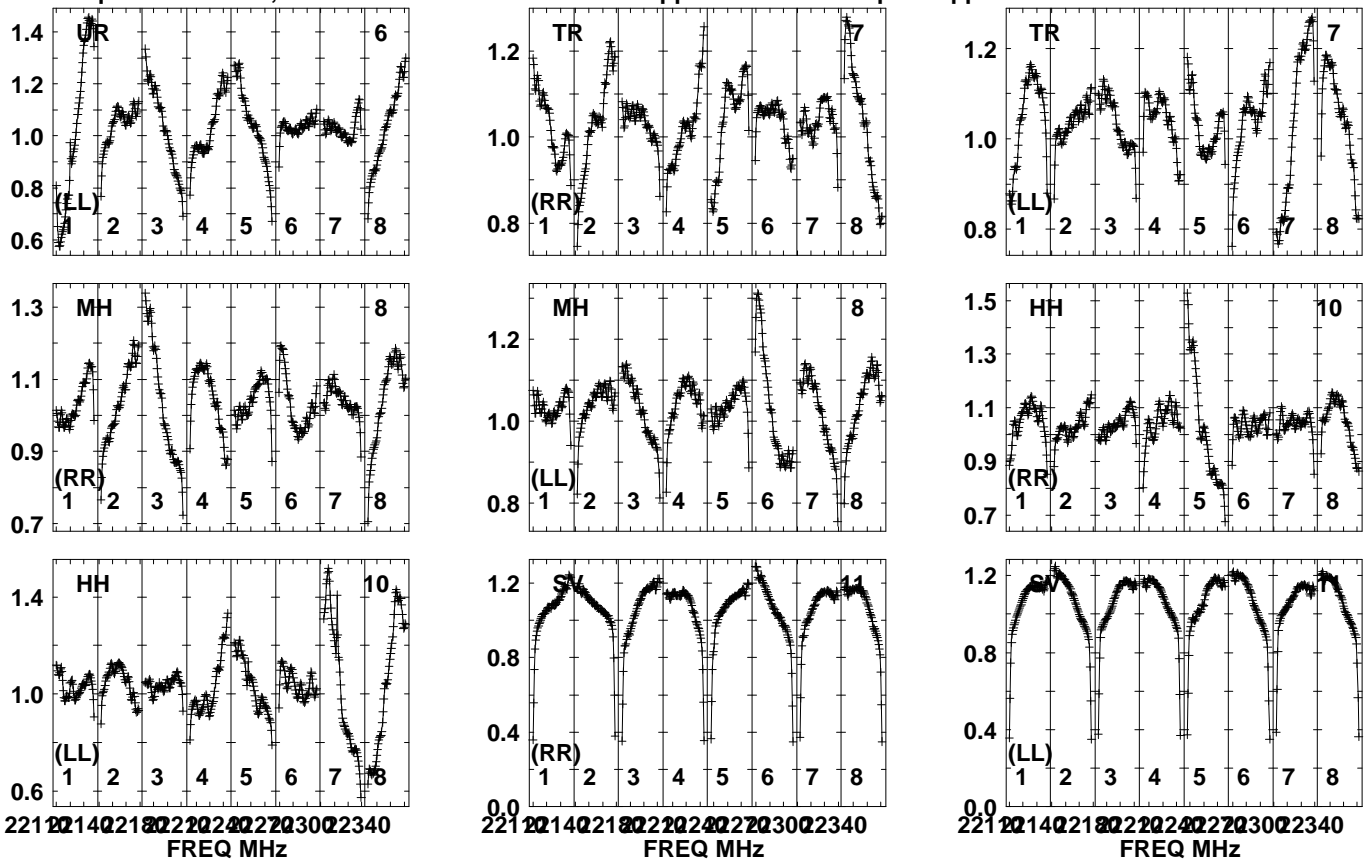 1.4 UR 6 TR 7 TR 7
1.2 1.2 1.2
1.0 1.0 1.0
0.8 (LL) (RR) (LL)
0.6 1 2 3 4 5 6 7 8 0.8 1 2 3 4 5 6 7 8 0.8 1 2 3 4 5 6 7 8
1.3 MH 8 MH 8 1.5 HH 10
1.2 1.3
1.1 1.0 1.1
0.9 (RR) (LL) 0.9 (RR)
0.7 1 2 3 4 5 6 7 8 0.8 1 2 3 4 5 6 7 8 0.7 1 2 3 4 5 6 7 8
1.4 HH 10 1.2 SV 11 1.2 SV 11
1.0 0.8 0.8
0.4 0.4
(LL) (RR) (LL)
0.6 1 2 3 4 5 6 7 8 0.0 1 2 3 4 5 6 7 8 0.0 1 2 3 4 5 6 7 8
22340 22340 22340
FREQ MHz FREQ MHz FREQ MHz